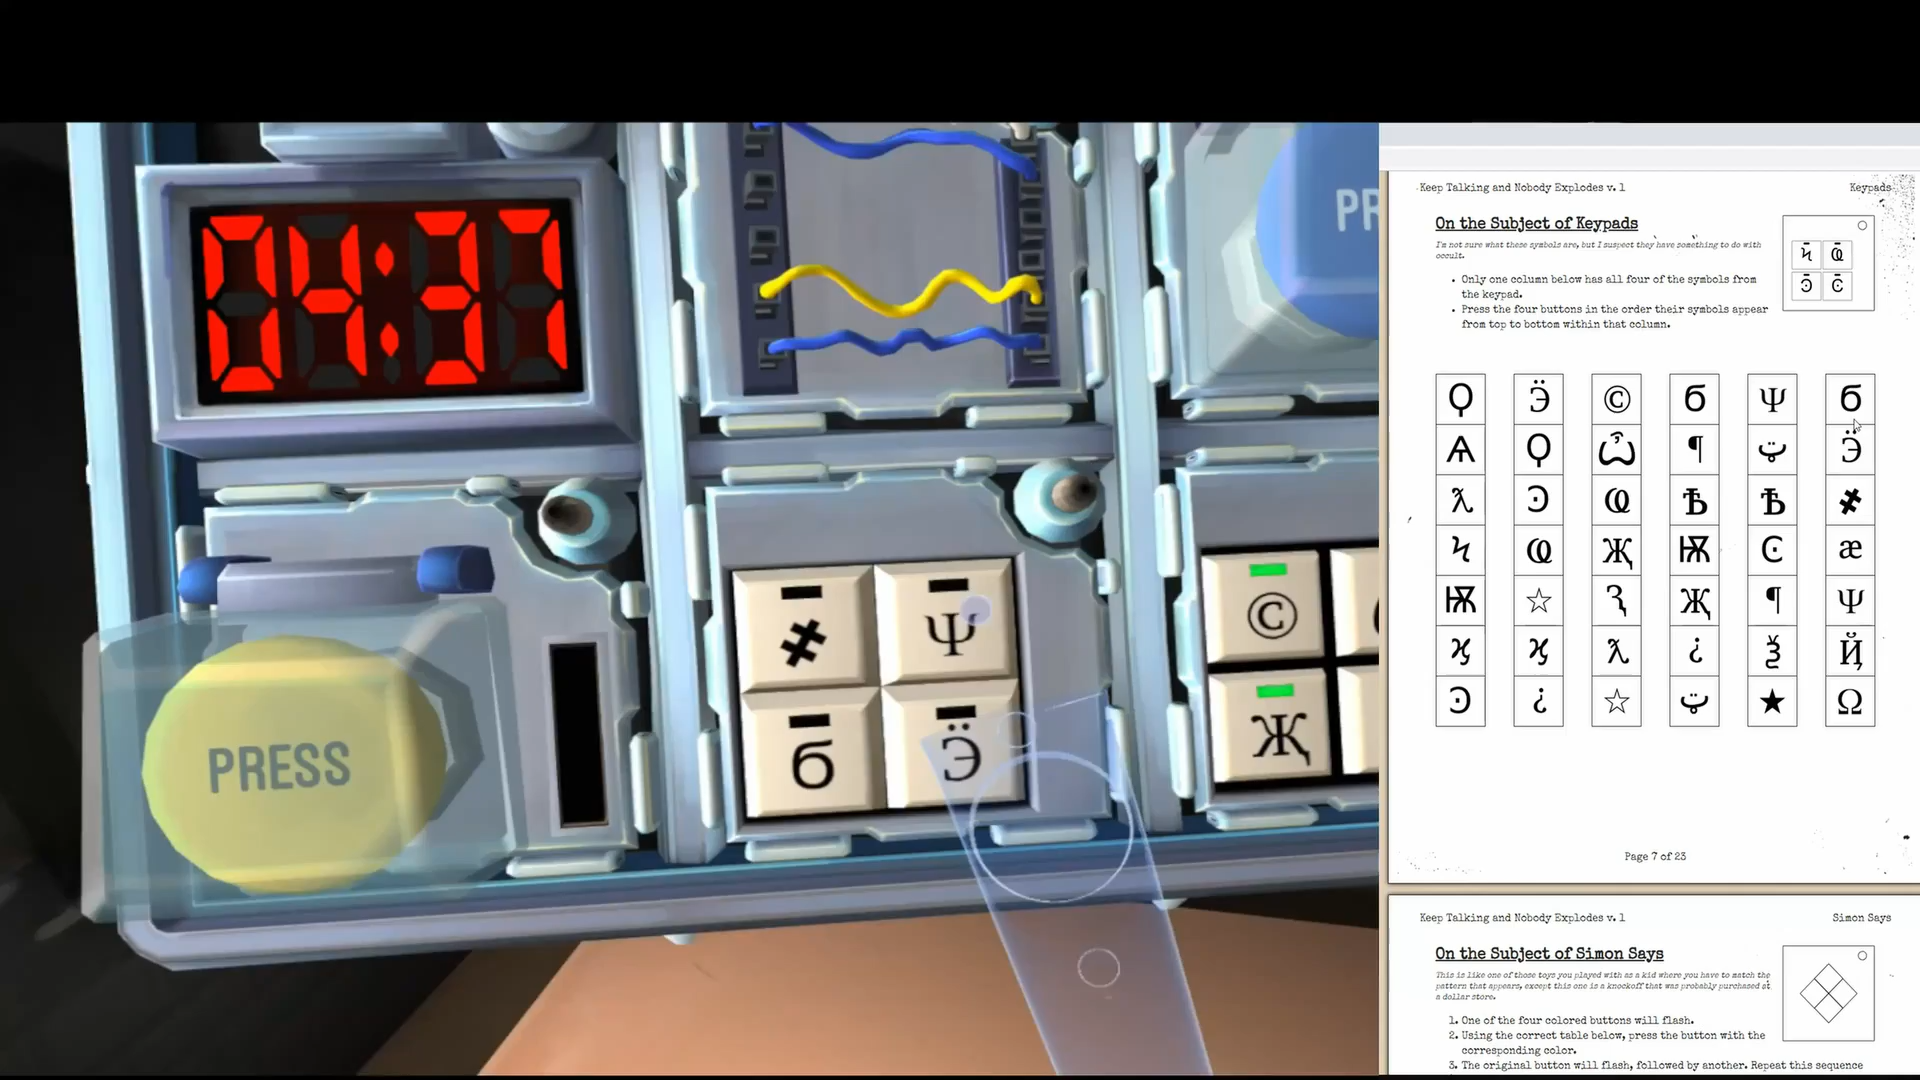 04:37
PR
PRESS
҂ Ψ
б Ӭ
©
Җ
Keep Talking and Nobody Explodes v. 1
Keypads
On the Subject of Keypads
I'm not sure what these symbols are, but I suspect they have something to do with
occult.
• Only one column below has all four of the symbols from
the keypad.
• Press the four buttons in the order their symbols appear
from top to bottom within that column.
Ϟ Ҩ
Ͽ Ͼ
Ϙ Ӭ © б Ψ б
Ѧ Ϙ Ѽ ¶ ټ Ӭ
ƛ Ͽ Ҩ Ѣ Ѣ ҂
Ϟ Ҩ Җ Ѭ Ͼ æ
Ѭ ☆ Ԇ Җ ¶ Ψ
ϗ ϗ ƛ ¿ Ѯ Ҋ
Ͽ ¿ ☆ ټ ★ Ω
Page 7 of 23
Keep Talking and Nobody Explodes v. 1
Simon Says
On the Subject of Simon Says
This is like one of those toys you played with as a kid where you have to match the
pattern that appears, except this one is a knockoff that was probably purchased at
a dollar store.
1. One of the four colored buttons will flash.
2. Using the correct table below, press the button with the
corresponding color.
3. The original button will flash, followed by another. Repeat this sequence